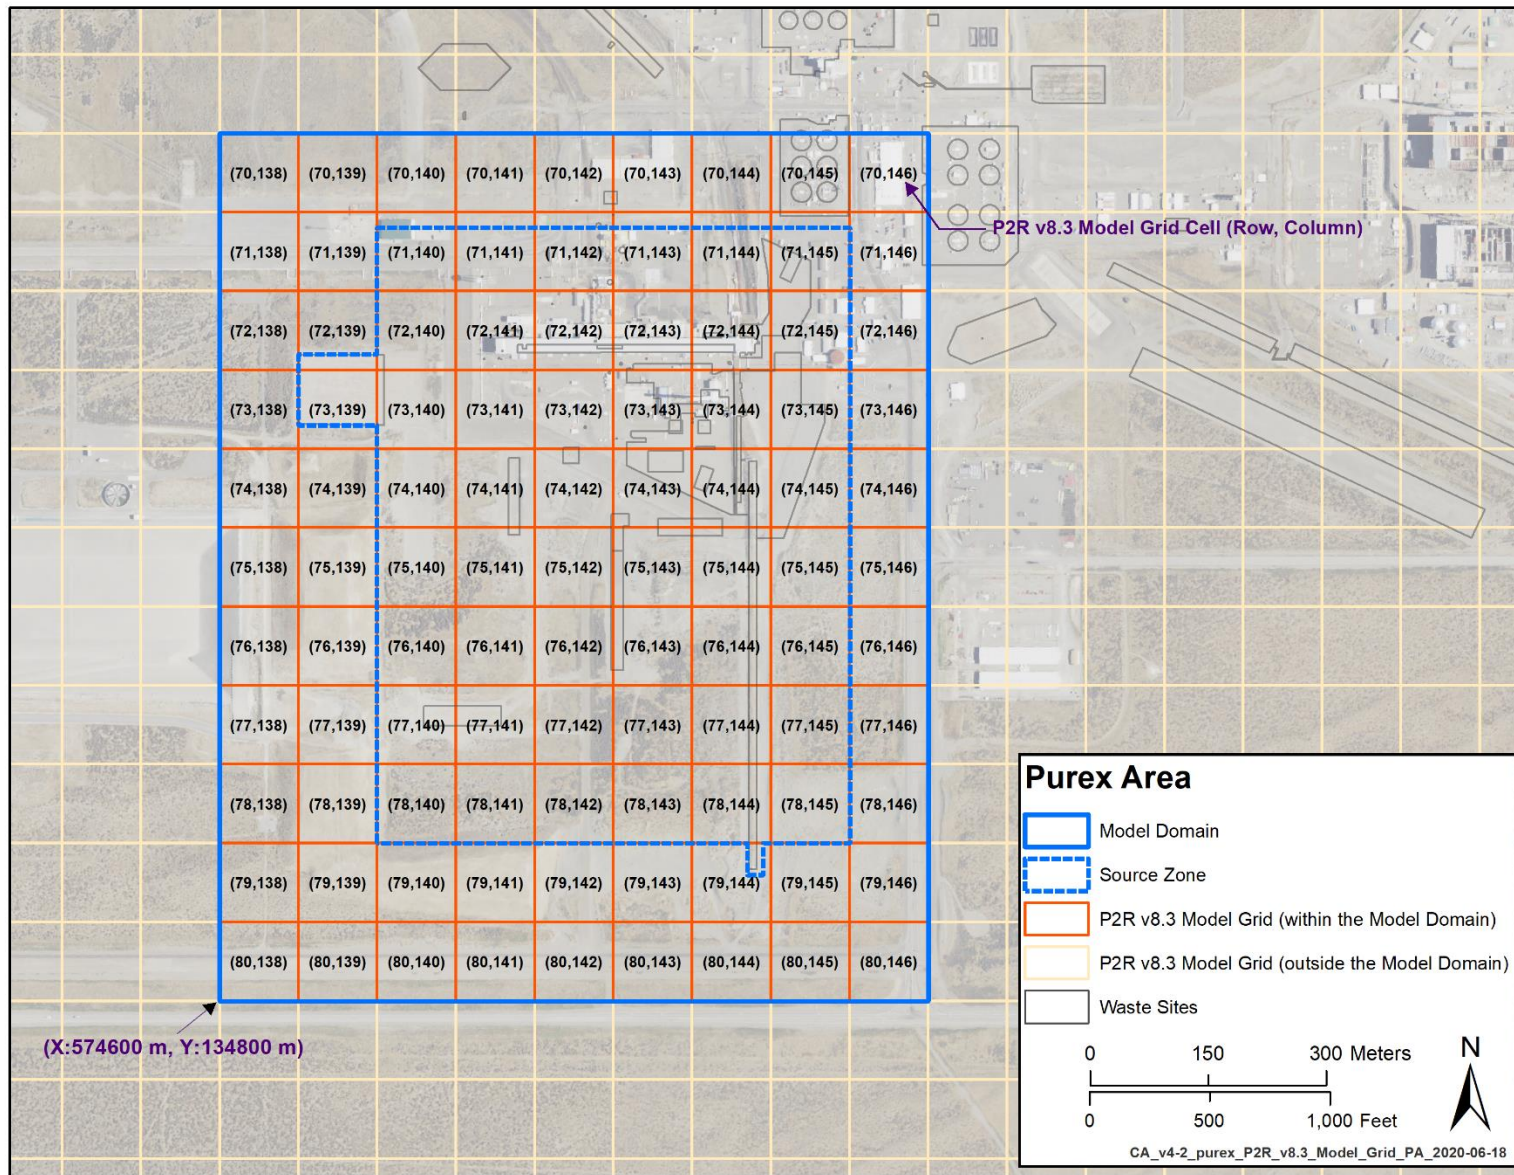 (70,138) (70,139) (70,140) (70,141) (70,142) (70,143) (70,144) (70,145) (70,146)
P2R v8.3 Model Grid Cell (Row, Column)
(71,138) (71,139) (71,140) (71,141) (71,142) (71,143) (71,144) (71,145) (71,146)
(72,138) (72,139) (72,140) (72,141) (72,142) (72,143) (72,144) (72,145) (72,146)
(73,138) (73,139) (73,140) (73,141) (73,142) (73,143) (73,144) (73,145) (73,146)
(74,138) (74,139) (74,140) (74,141) (74,142) (74,143) (74,144) (74,145) (74,146)
(75,138) (75,139) (75,140) (75,141) (75,142) (75,143) (75,144) (75,145) (75,146)
(76,138) (76,139) (76,140) (76,141) (76,142) (76,143) (76,144) (76,145) (76,146)
(77,138) (77,139) (77,140) (77,141) (77,142) (77,143) (77,144) (77,145) (77,146)
(78,138) (78,139) (78,140) (78,141) (78,142) (78,143) (78,144) (78,145) (78,146)
(79,138) (79,139) (79,140) (79,141) (79,142) (79,143) (79,144) (79,145) (79,146)
(80,138) (80,139) (80,140) (80,141) (80,142) (80,143) (80,144) (80,145) (80,146)
(X:574600 m, Y:134800 m)
Purex Area
Model Domain
Source Zone
P2R v8.3 Model Grid (within the Model Domain)
P2R v8.3 Model Grid (outside the Model Domain)
Waste Sites
0 150 300 Meters
N
0 500 1,000 Feet
CA_v4-2_purex_P2R_v8.3_Model_Grid_PA_2020-06-18